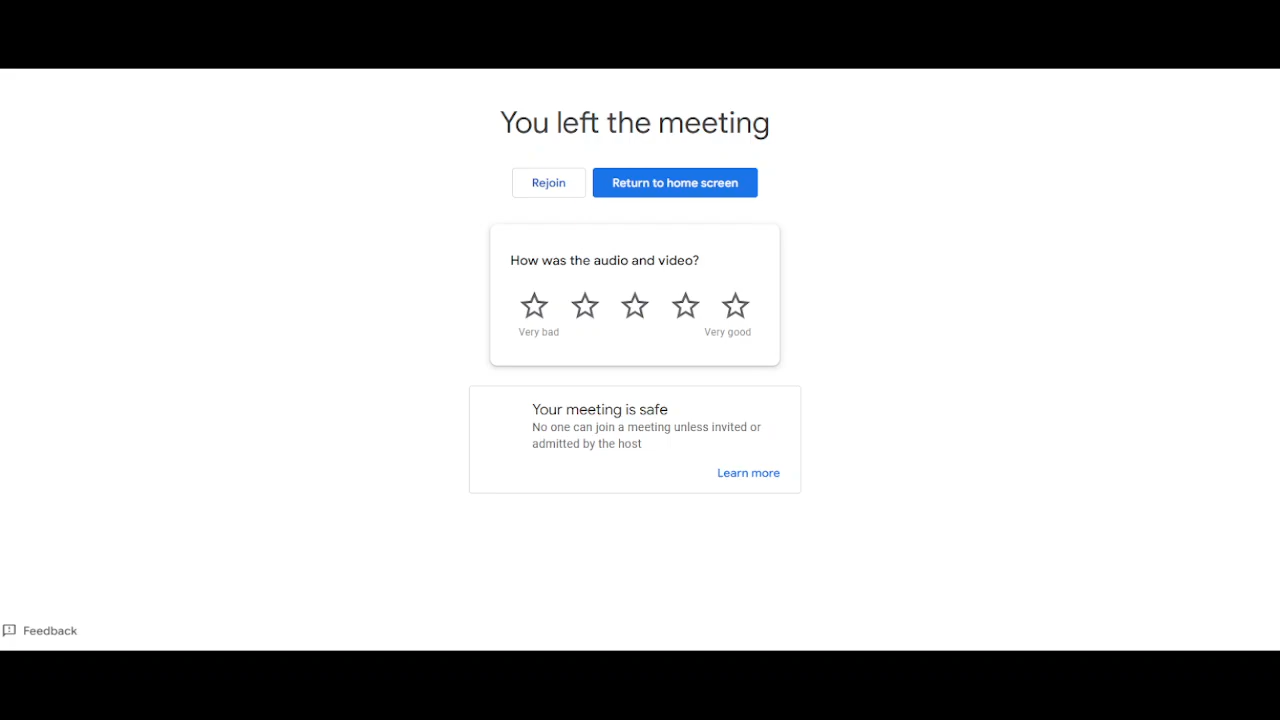 You left the meeting
Rejoin
Return to home screen
How was the audio and video?
Very bad
Very good
Your meeting is safe
No one can join a meeting unless invited or
admitted by the host
Learn more
Feedback